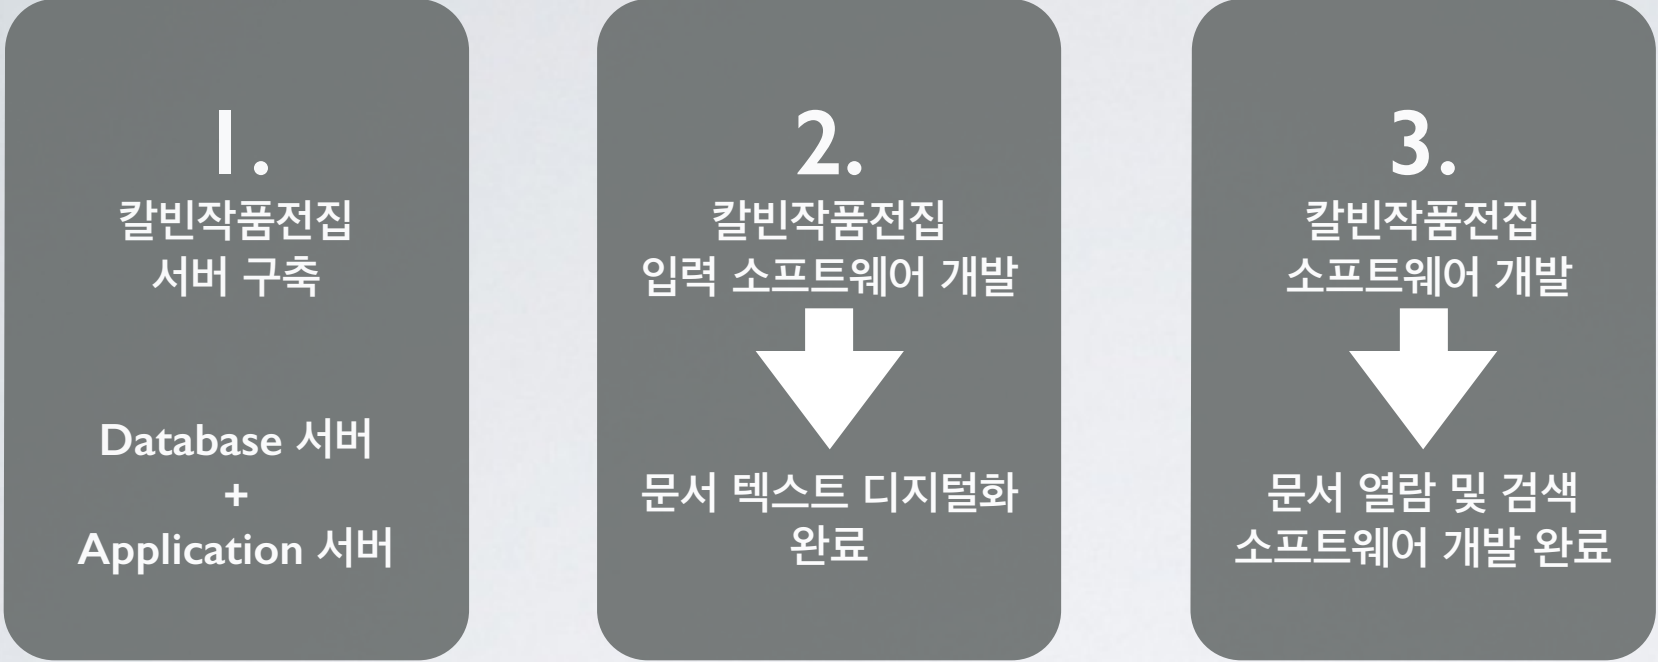 1.
칼빈작품전집
서버 구축
Database 서버
+
Application 서버
2.
칼빈작품전집
입력 소프트웨어 개발
문서 텍스트 디지털화
완료
3.
칼빈작품전집
소프트웨어 개발
문서 열람 및 검색
소프트웨어 개발 완료